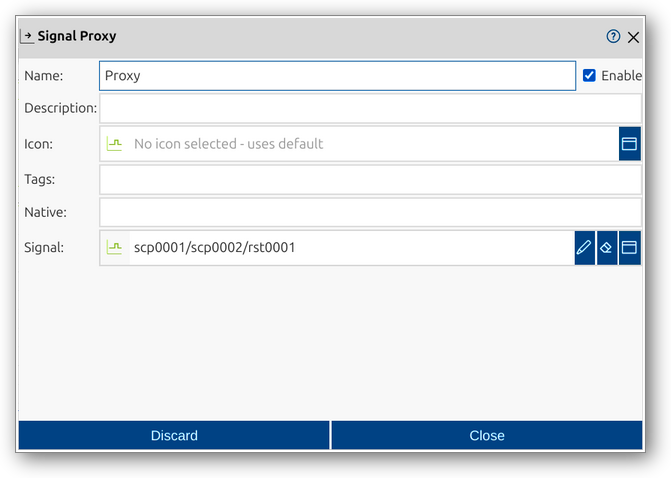 Signal Proxy
Name: Proxy Enable
Description:
Icon: No icon selected - uses default
Tags:
Native:
Signal: scp0001/scp0002/rst0001
Discard Close